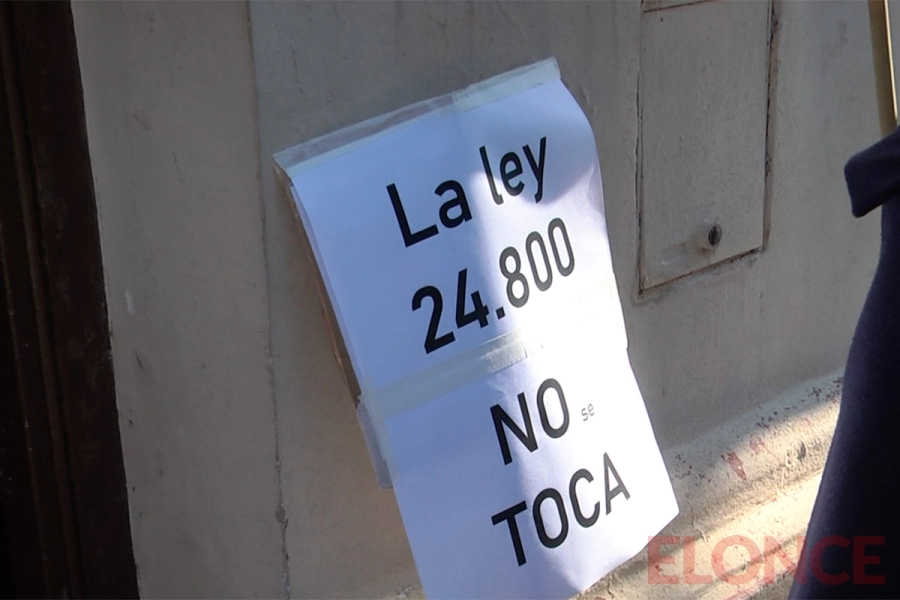 La ley
24.800
NO se
TOCA
ELONCE